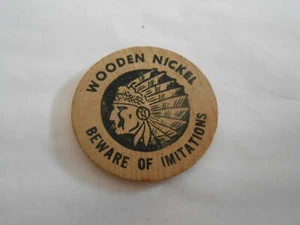 WOODEN NICKEL
BEWARE OF IMITATIONS